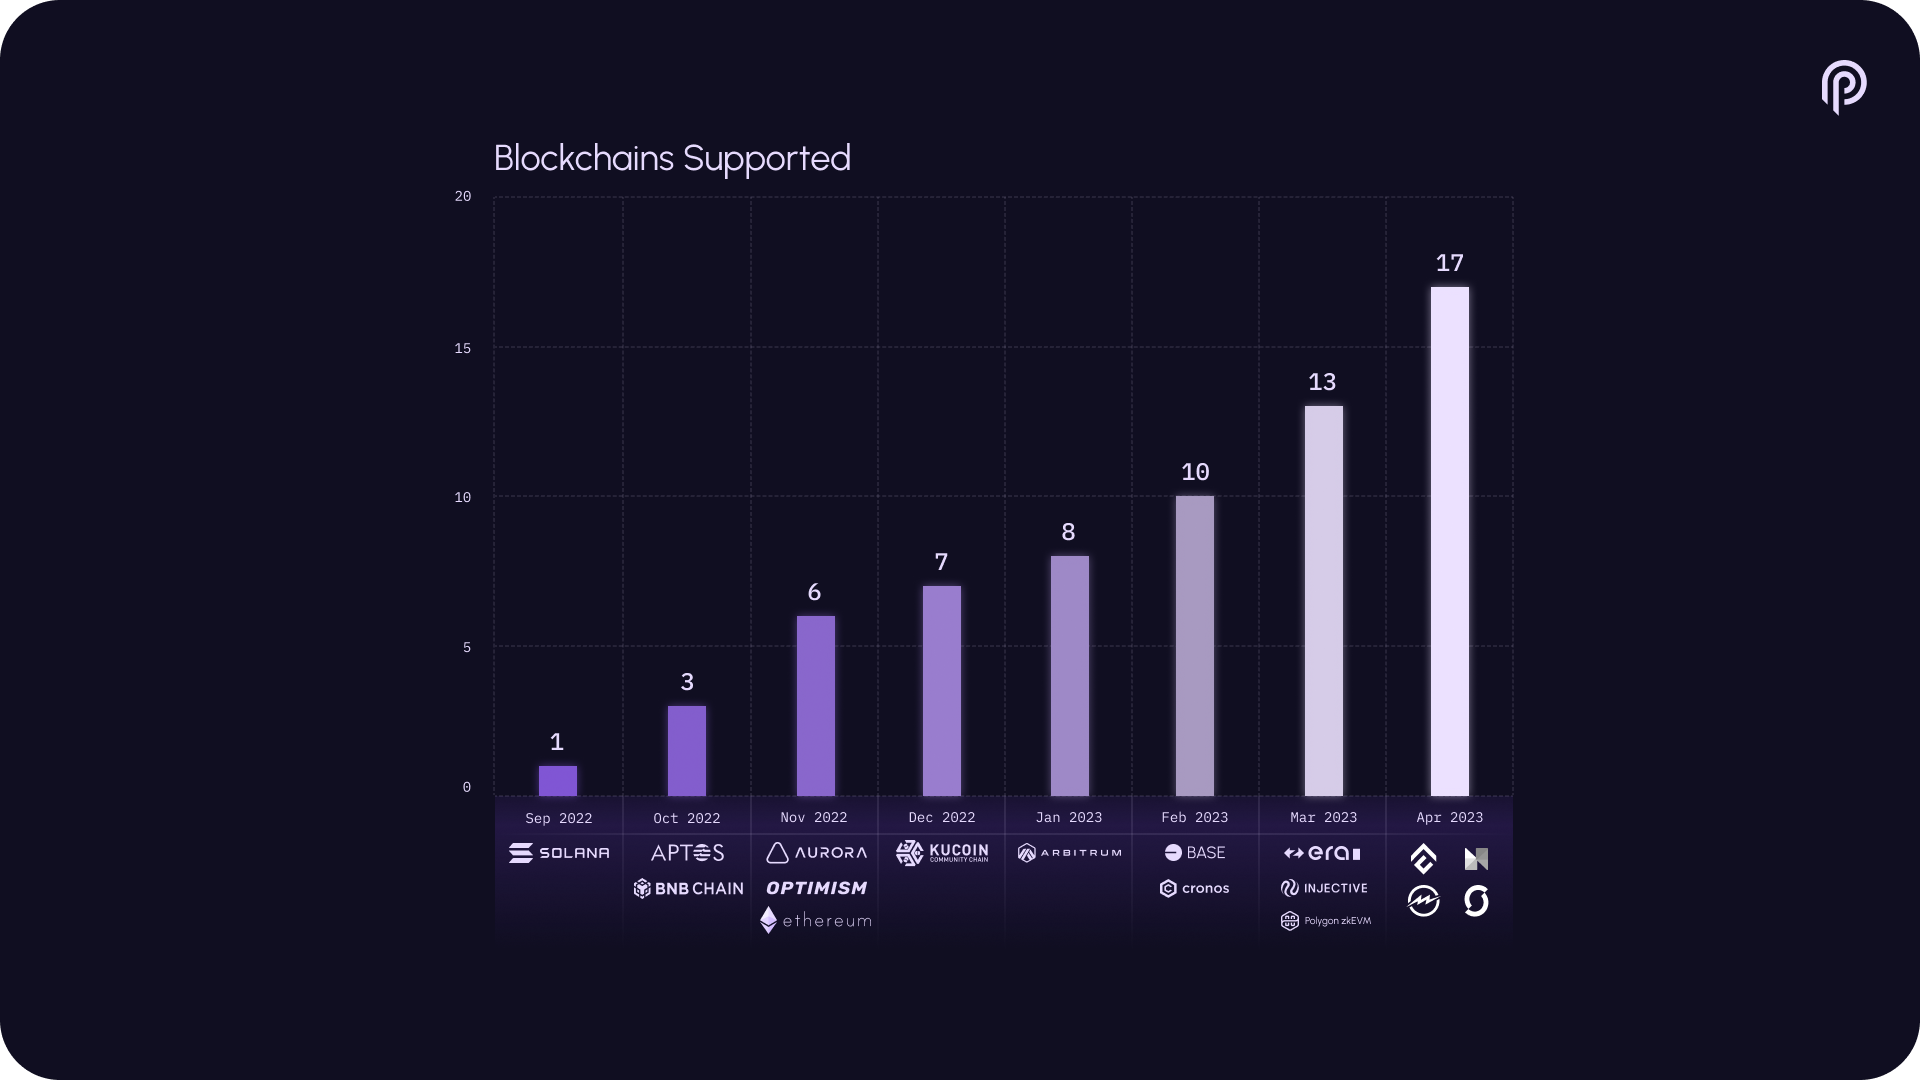 Blockchains Supported
20
15
10
5
0
1
3
6
7
8
10
13
17
Sep 2022
Oct 2022
Nov 2022
Dec 2022
Jan 2023
Feb 2023
Mar 2023
Apr 2023
SOLANA
APTOS
BNB CHAIN
AURORA
OPTIMISM
ethereum
KUCOIN
COMMUNITY CHAIN
ARBITRUM
BASE
cronos
era
INJECTIVE
Polygon zkEVM